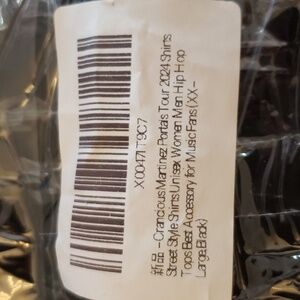 X00471T9C7
新品 - Crancious Martinez Portals Tour 2024 Shirts
Street Style Shirts Unisex Women Men Hip Hop
Tops Best Accessory for Music Fans (XX-
Large, Black)